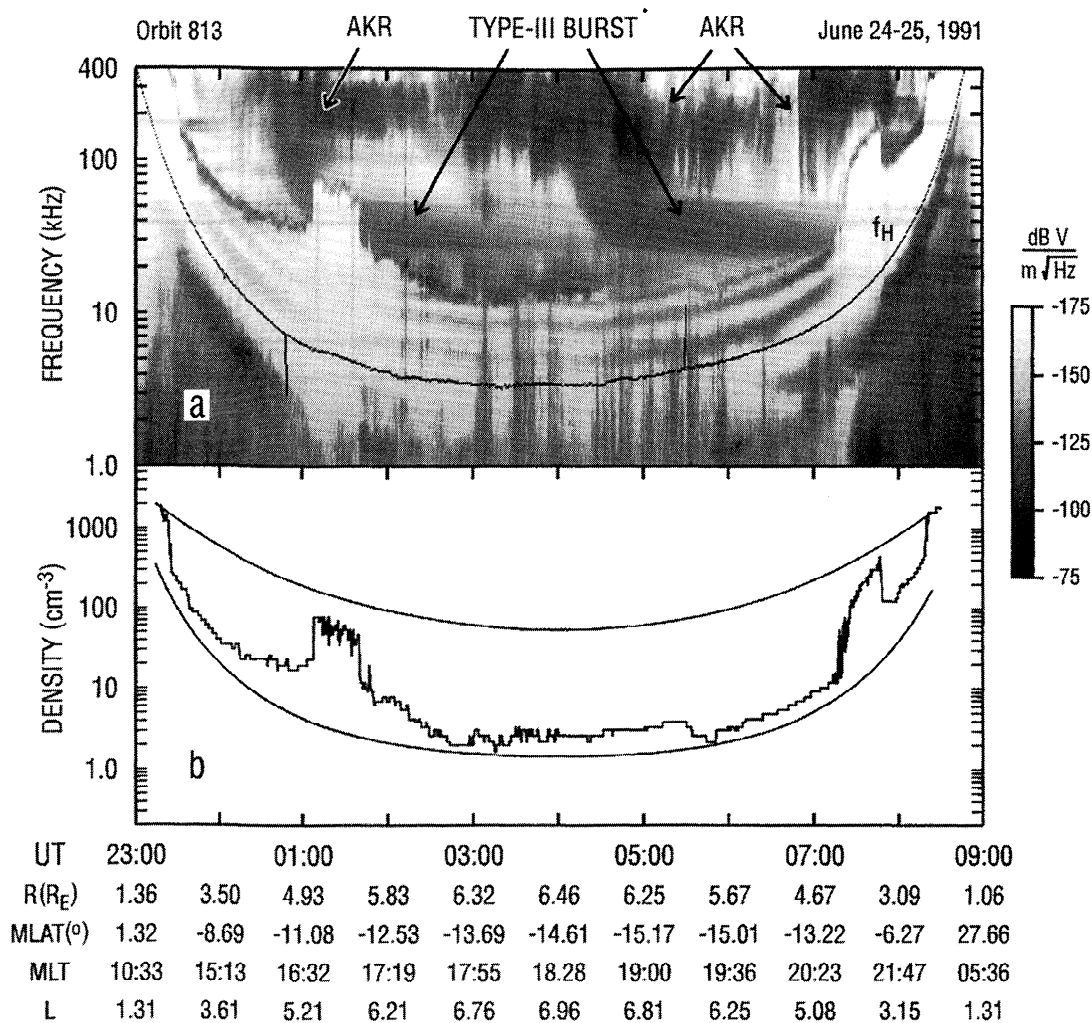 Orbit 813 AKR TYPE-III BURST AKR June 24-25, 1991
400
100
10
1.0
FREQUENCY (kHz)
a
fH
dB V
m √Hz
-175
-150
-125
-100
-75
1000
100
10
1.0
DENSITY (cm-3)
b
UT 23:00 01:00 03:00 05:00 07:00 09:00
R(RE) 1.36 3.50 4.93 5.83 6.32 6.46 6.25 5.67 4.67 3.09 1.06
MLAT(o) 1.32 -8.69 -11.08 -12.53 -13.69 -14.61 -15.17 -15.01 -13.22 -6.27 27.66
MLT 10:33 15:13 16:32 17:19 17:55 18.28 19:00 19:36 20:23 21:47 05:36
L 1.31 3.61 5.21 6.21 6.76 6.96 6.81 6.25 5.08 3.15 1.31